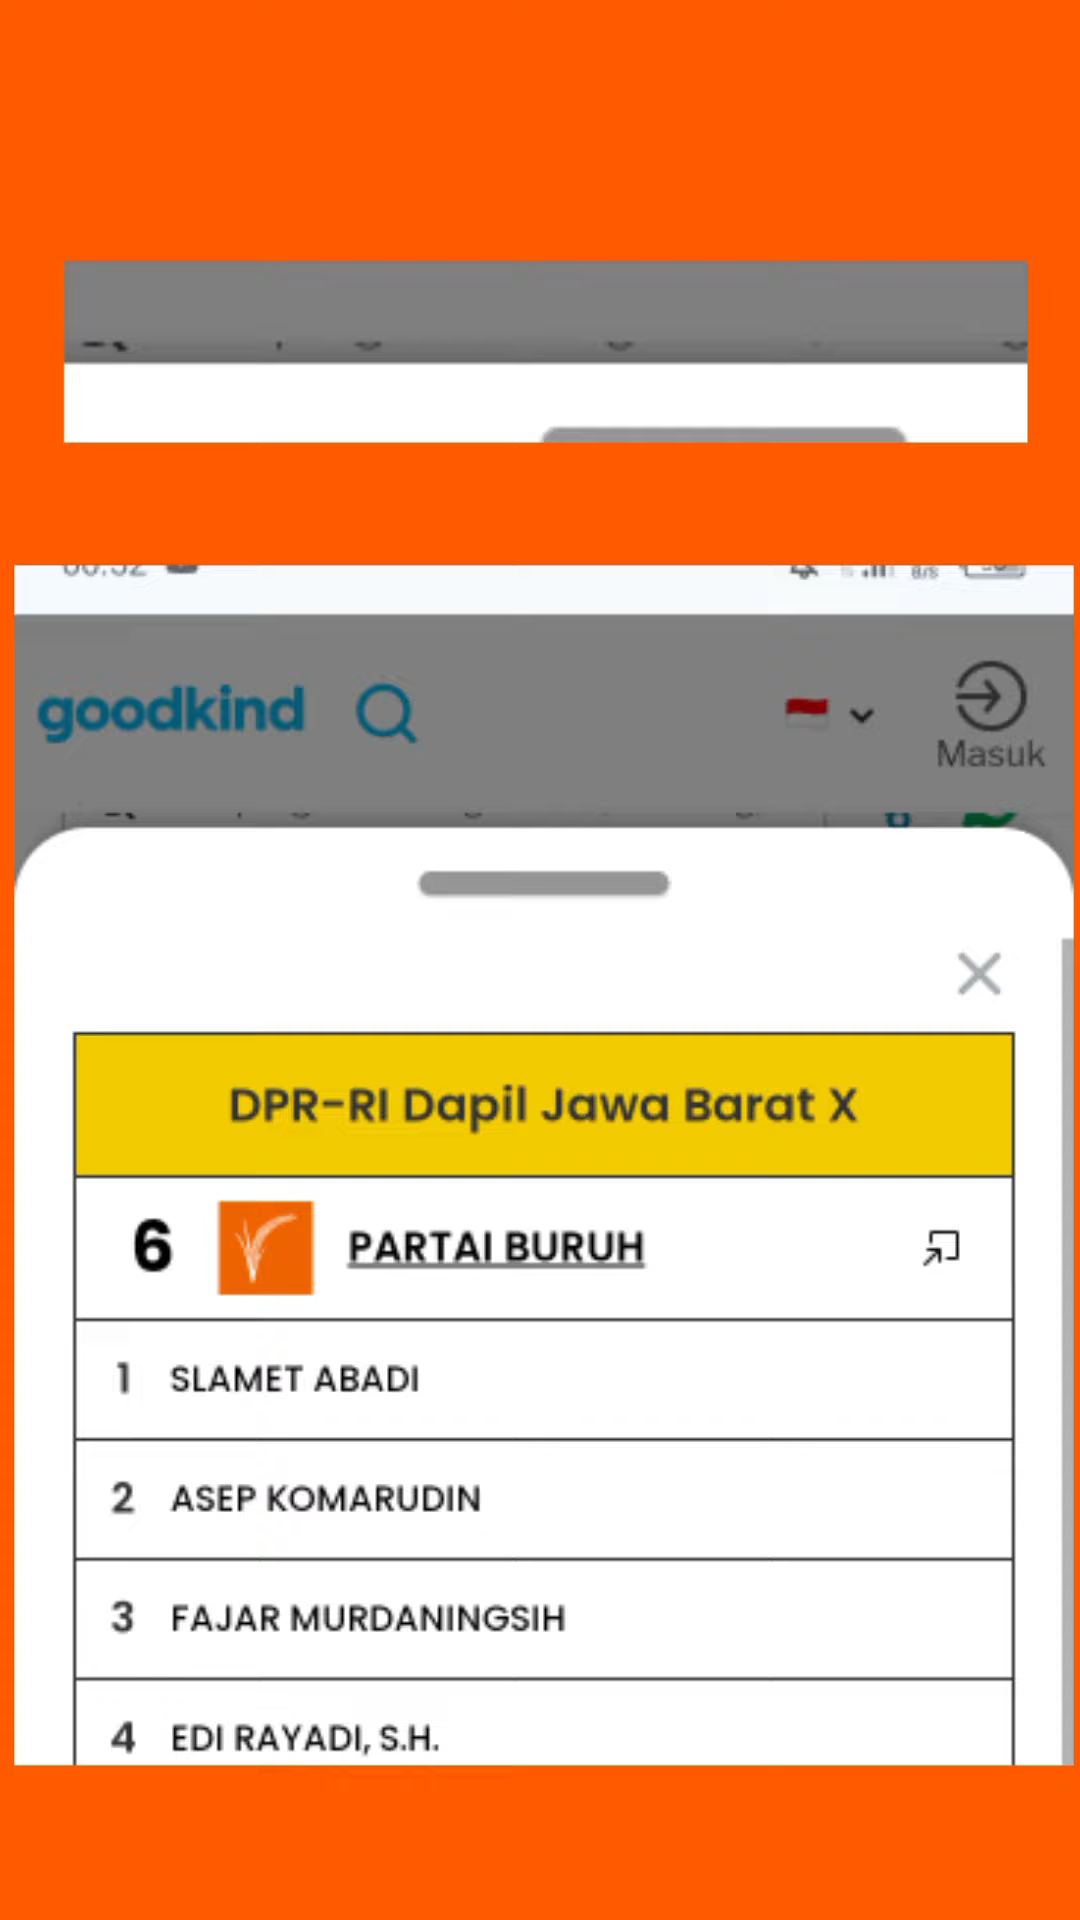 goodkind
Masuk
DPR-RI Dapil Jawa Barat X
6 PARTAI BURUH
1 SLAMET ABADI
2 ASEP KOMARUDIN
3 FAJAR MURDANINGSIH
4 EDI RAYADI, S.H.